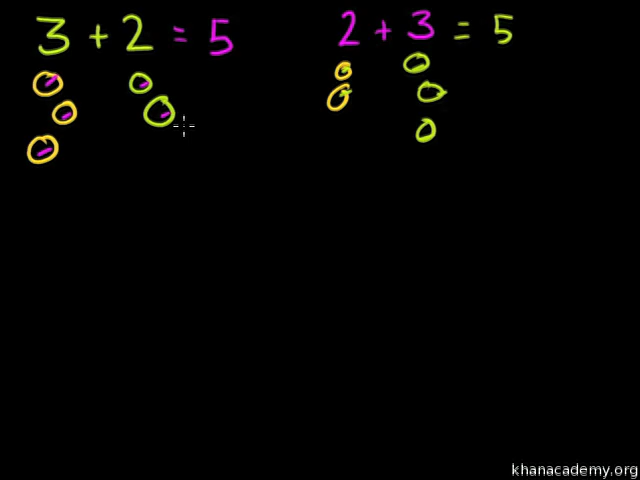 3 + 2 = 5
2 + 3 = 5
khanacademy.org